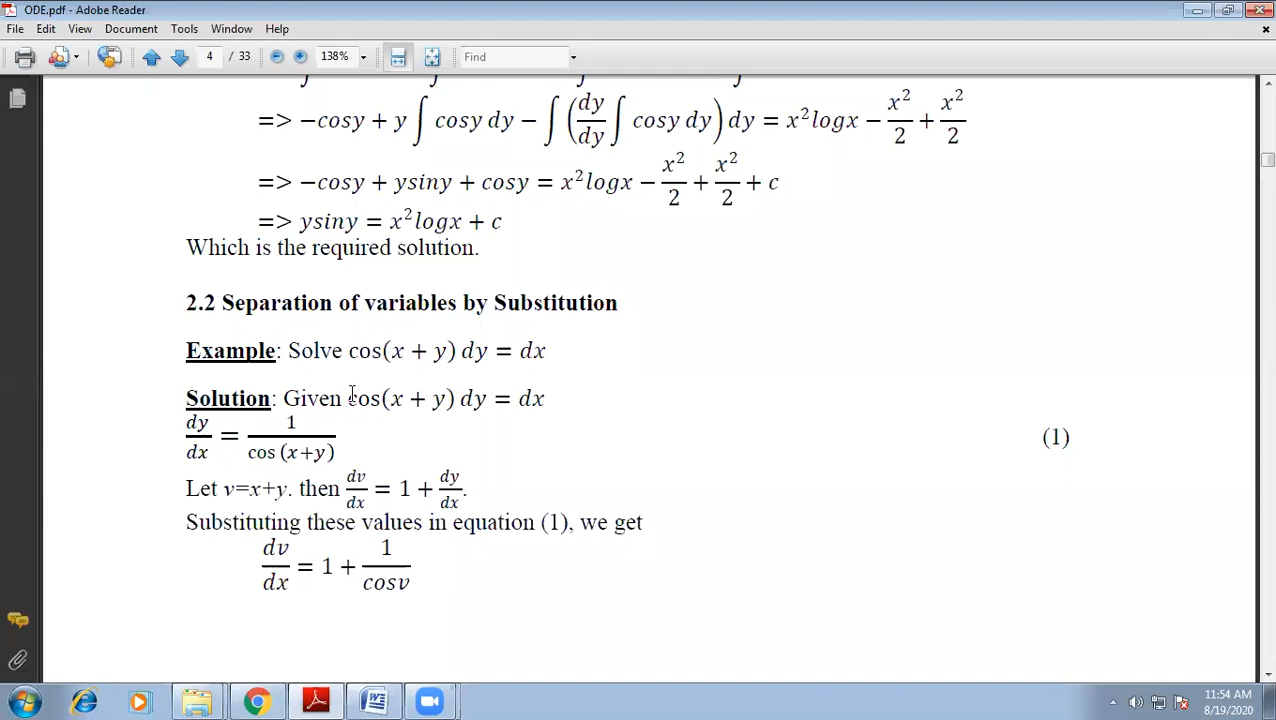 ODE.pdf - Adobe Reader
File Edit View Document Tools Window Help
4 / 33 138% Find
=> −cosy + y ∫ cosy dy − ∫ (dy/dy ∫ cosy dy) dy = x²logx − x²/2 + x²/2
=> −cosy + ysiny + cosy = x²logx − x²/2 + x²/2 + c
=> ysiny = x²logx + c
Which is the required solution.
2.2 Separation of variables by Substitution
Example: Solve cos(x + y) dy = dx
Solution: Given cos(x + y) dy = dx
dy/dx = 1/cos (x+y) (1)
Let v=x+y. then dv/dx = 1 + dy/dx.
Substituting these values in equation (1), we get
dv/dx = 1 + 1/cosv
11:54 AM
8/19/2020